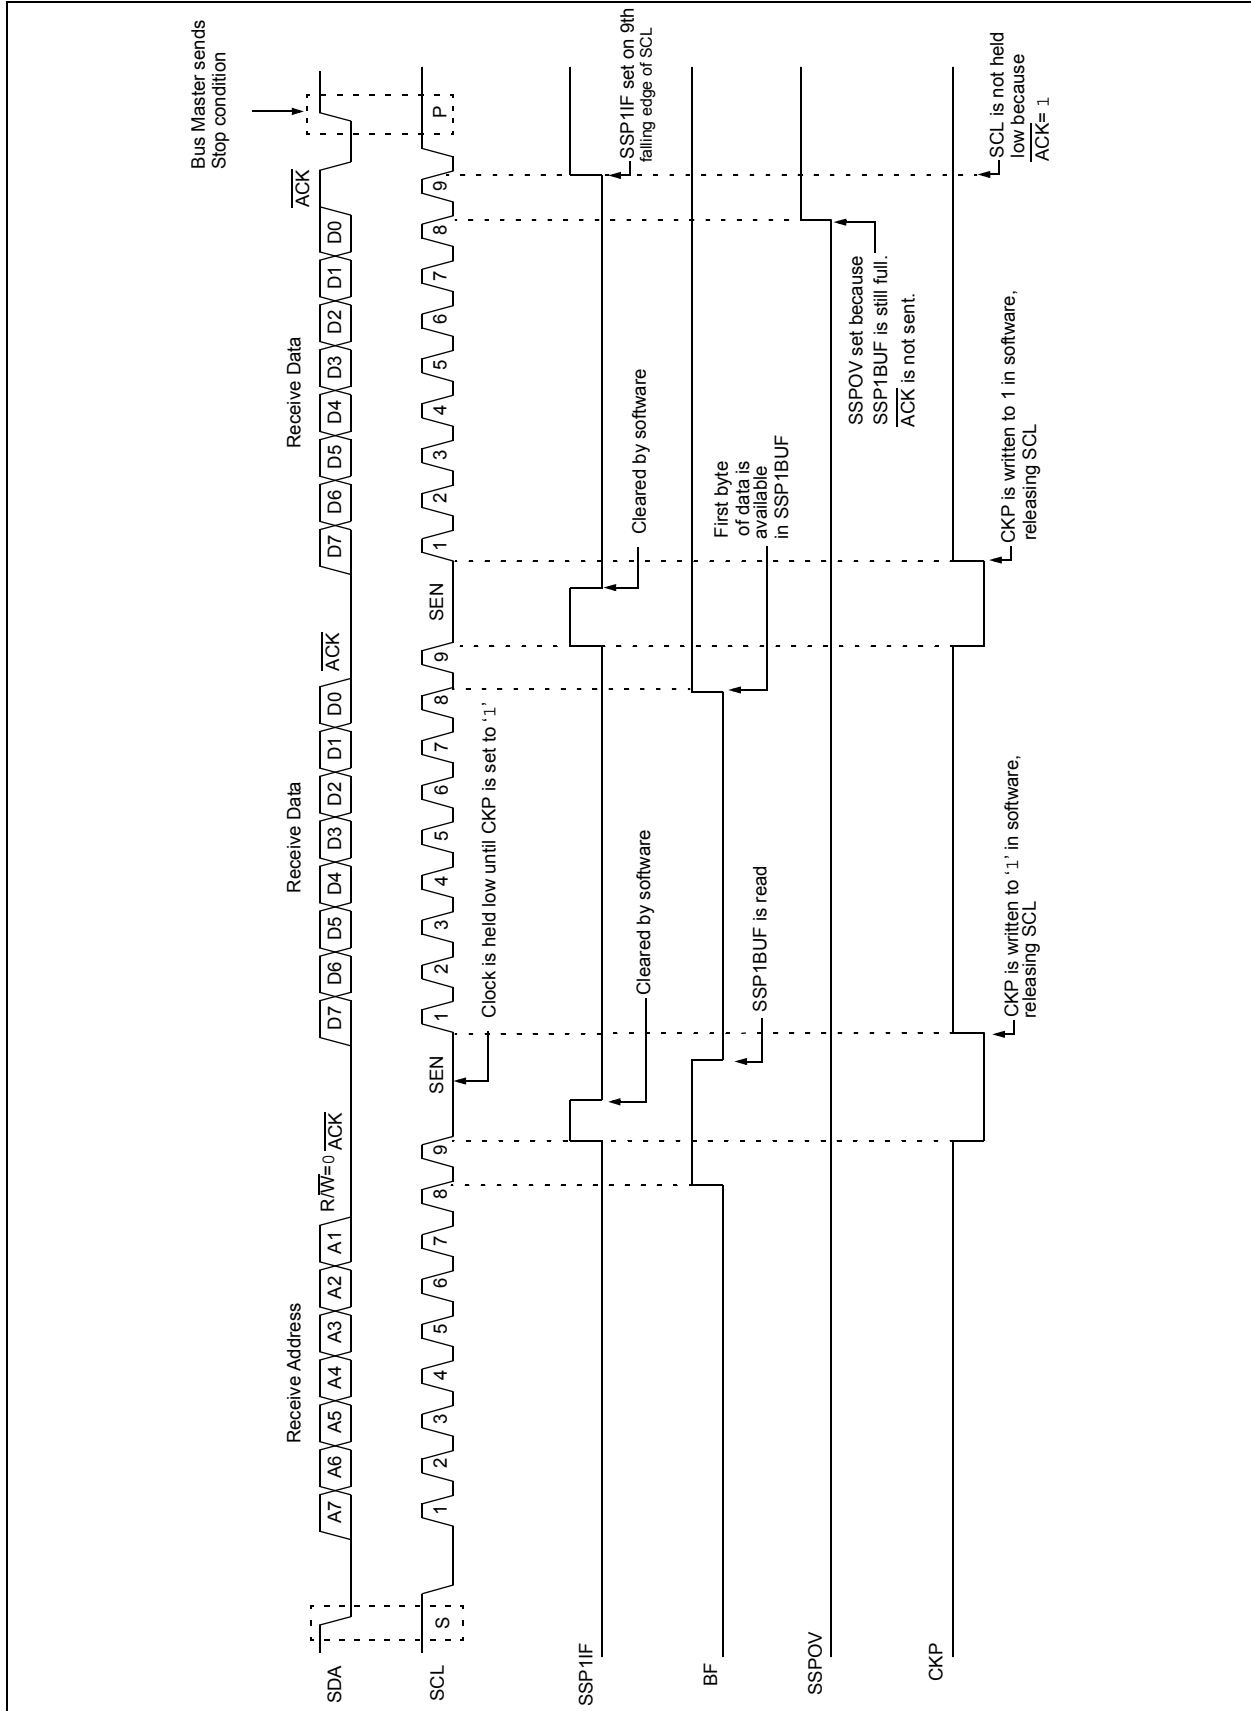 Bus Master sends
Stop condition
Receive Address
Receive Data
Receive Data
R/W=0
ACK
ACK
ACK
SDA
A7
A6
A5
A4
A3
A2
A1
D7
D6
D5
D4
D3
D2
D1
D0
D7
D6
D5
D4
D3
D2
D1
D0
SCL
S
1
2
3
4
5
6
7
8
9
SEN
1
2
3
4
5
6
7
8
9
SEN
1
2
3
4
5
6
7
8
9
P
Clock is held low until CKP is set to ‘1’
SSP1IF
Cleared by software
Cleared by software
SSP1IF set on 9th
falling edge of SCL
BF
SSP1BUF is read
First byte
of data is
available
in SSP1BUF
SSPOV
SSPOV set because
SSP1BUF is still full.
ACK is not sent.
CKP
CKP is written to ‘1’ in software,
releasing SCL
CKP is written to 1 in software,
releasing SCL
SCL is not held
low because
ACK= 1